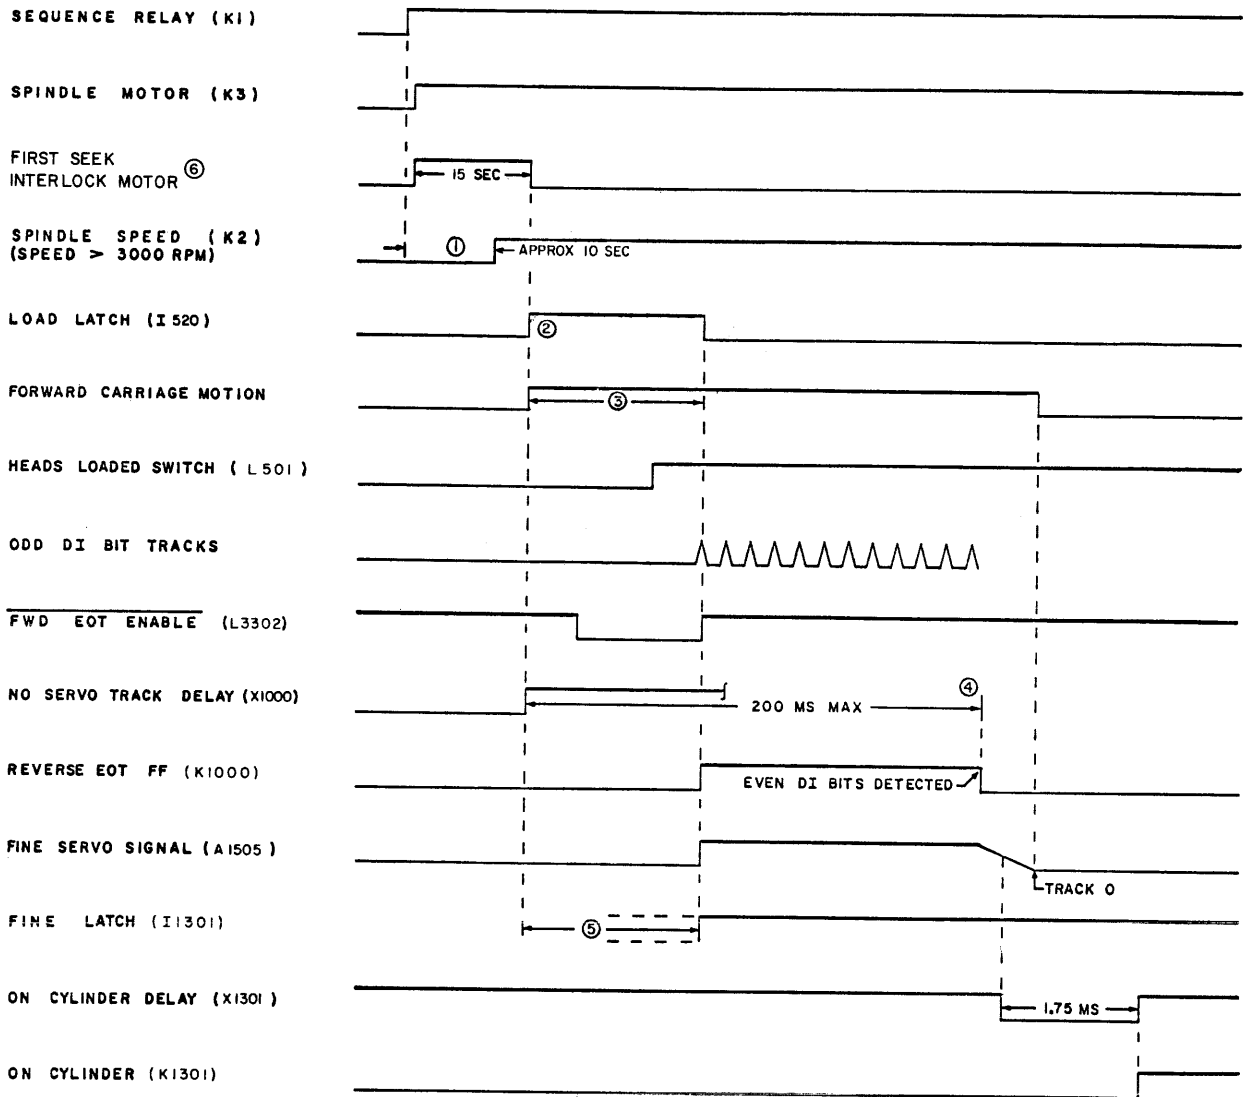 SEQUENCE RELAY (K1)
SPINDLE MOTOR (K3)
FIRST SEEK
INTERLOCK MOTOR ⑥
15 SEC
SPINDLE SPEED (K2)
(SPEED > 3000 RPM)
①
APPROX 10 SEC
LOAD LATCH (I520)
②
FORWARD CARRIAGE MOTION
③
HEADS LOADED SWITCH (L501)
ODD DI BIT TRACKS
FWD EOT ENABLE (L3302)
NO SERVO TRACK DELAY (X1000)
④
200 MS MAX
REVERSE EOT FF (K1000)
EVEN DI BITS DETECTED
FINE SERVO SIGNAL (A1505)
TRACK 0
FINE LATCH (I1301)
⑤
ON CYLINDER DELAY (X1301)
1.75 MS
ON CYLINDER (K1301)